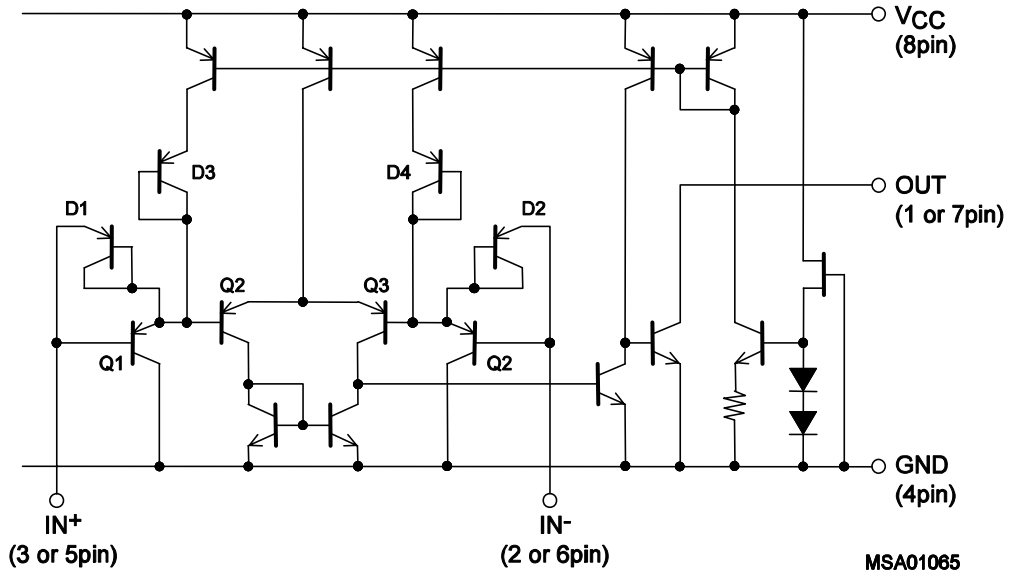 VCC
(8pin)
D3
D4
OUT
(1 or 7pin)
D1
D2
Q2
Q3
Q1
Q2
GND
(4pin)
IN+
(3 or 5pin)
IN-
(2 or 6pin)
MSA01065